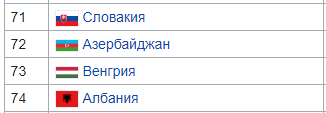 71 Словакия
72 Азербайджан
73 Венгрия
74 Албания